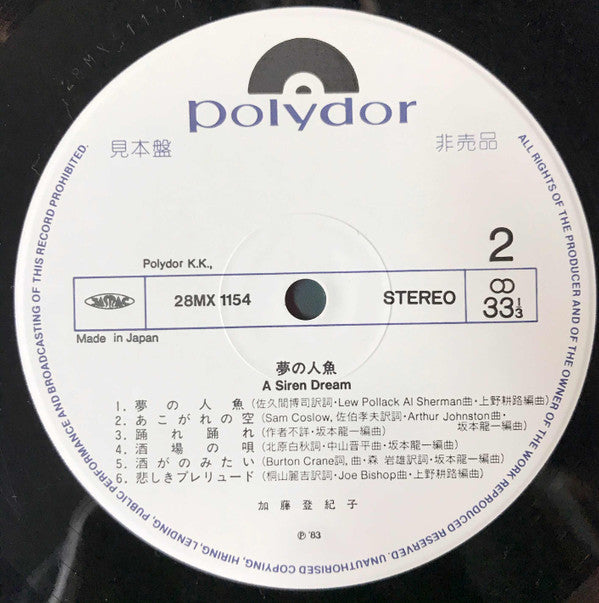 28MX 1154
polydor
見本盤
非売品
2
Polydor K.K.,
JASRAC
28MX 1154
STEREO
33 1/3
Made in Japan
夢の人魚
A Siren Dream
1. 夢の人魚(佐久間博司訳詞・Lew Pollack Al Sherman曲・上野耕路編曲)
2. あこがれの空(Sam Coslow, 佐伯孝夫訳詞・Arthur Johnston曲・
坂本龍一編曲)
3. 踊れ踊れ(作者不詳・坂本龍一編曲)
4. 酒場の唄(北原白秋詞・中山晋平曲・坂本龍一編曲)
5. 酒がのみたい(Burton Crane詞, 曲・森 岩雄訳詞・坂本龍一編曲)
6. 悲しきプレリュード(桐山麗吉訳詞・Joe Bishop曲・上野耕路編曲)
加藤登紀子
Ⓟ '83
ALL RIGHTS OF THE PRODUCER AND OF THE OWNER OF THE WORK REPRODUCED RESERVED. UNAUTHORISED COPYING, HIRING, LENDING, PUBLIC PERFORMANCE AND BROADCASTING OF THIS RECORD PROHIBITED.